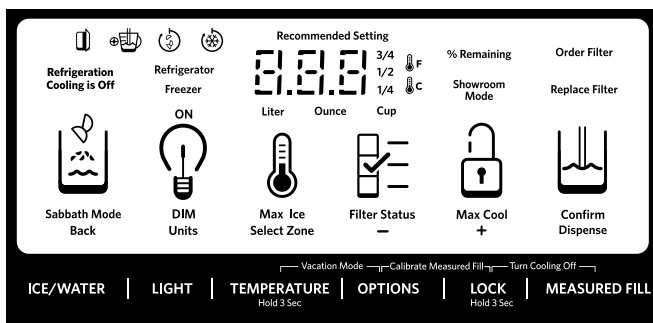 Recommended Setting
8.8.8
3/4
1/2
1/4
F
C
% Remaining
Order Filter
Refrigeration
Cooling is Off
Refrigerator
Freezer
Showroom
Mode
Replace Filter
Liter Ounce Cup
ON
Sabbath Mode
Back
DIM
Units
Max Ice
Select Zone
Filter Status
–
Max Cool
+
Confirm
Dispense
Vacation Mode
Calibrate Measured Fill
Turn Cooling Off
ICE/WATER | LIGHT | TEMPERATURE | OPTIONS | LOCK | MEASURED FILL
Hold 3 Sec
Hold 3 Sec